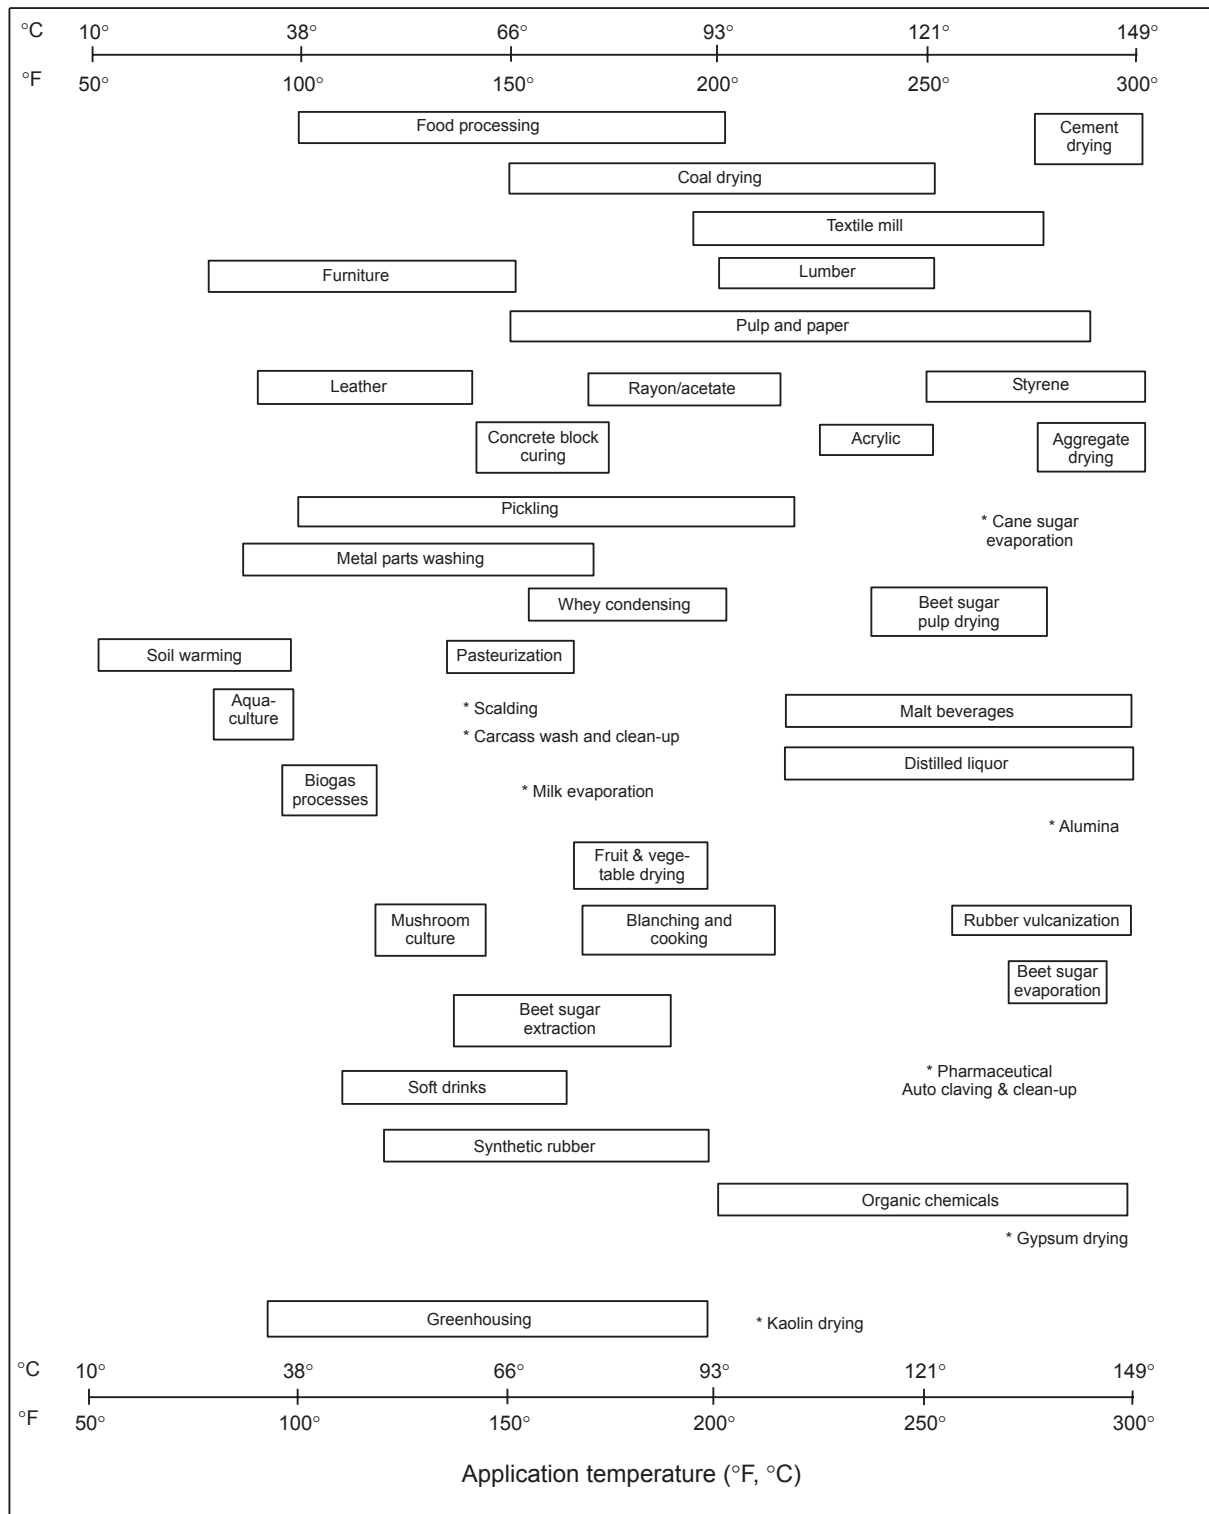 °C 10° 38° 66° 93° 121° 149°
°F 50° 100° 150° 200° 250° 300°
Food processing
Cement
drying
Coal drying
Textile mill
Furniture
Lumber
Pulp and paper
Leather
Rayon/acetate
Styrene
Concrete block
curing
Acrylic
Aggregate
drying
Pickling
* Cane sugar
evaporation
Metal parts washing
Whey condensing
Beet sugar
pulp drying
Soil warming
Pasteurization
Aqua-
culture
* Scalding
* Carcass wash and clean-up
Malt beverages
Distilled liquor
Biogas
processes
* Milk evaporation
* Alumina
Fruit & vege-
table drying
Mushroom
culture
Blanching and
cooking
Rubber vulcanization
Beet sugar
evaporation
Beet sugar
extraction
* Pharmaceutical
Auto claving & clean-up
Soft drinks
Synthetic rubber
Organic chemicals
* Gypsum drying
Greenhousing
* Kaolin drying
°C 10° 38° 66° 93° 121° 149°
°F 50° 100° 150° 200° 250° 300°
Application temperature (°F, °C)